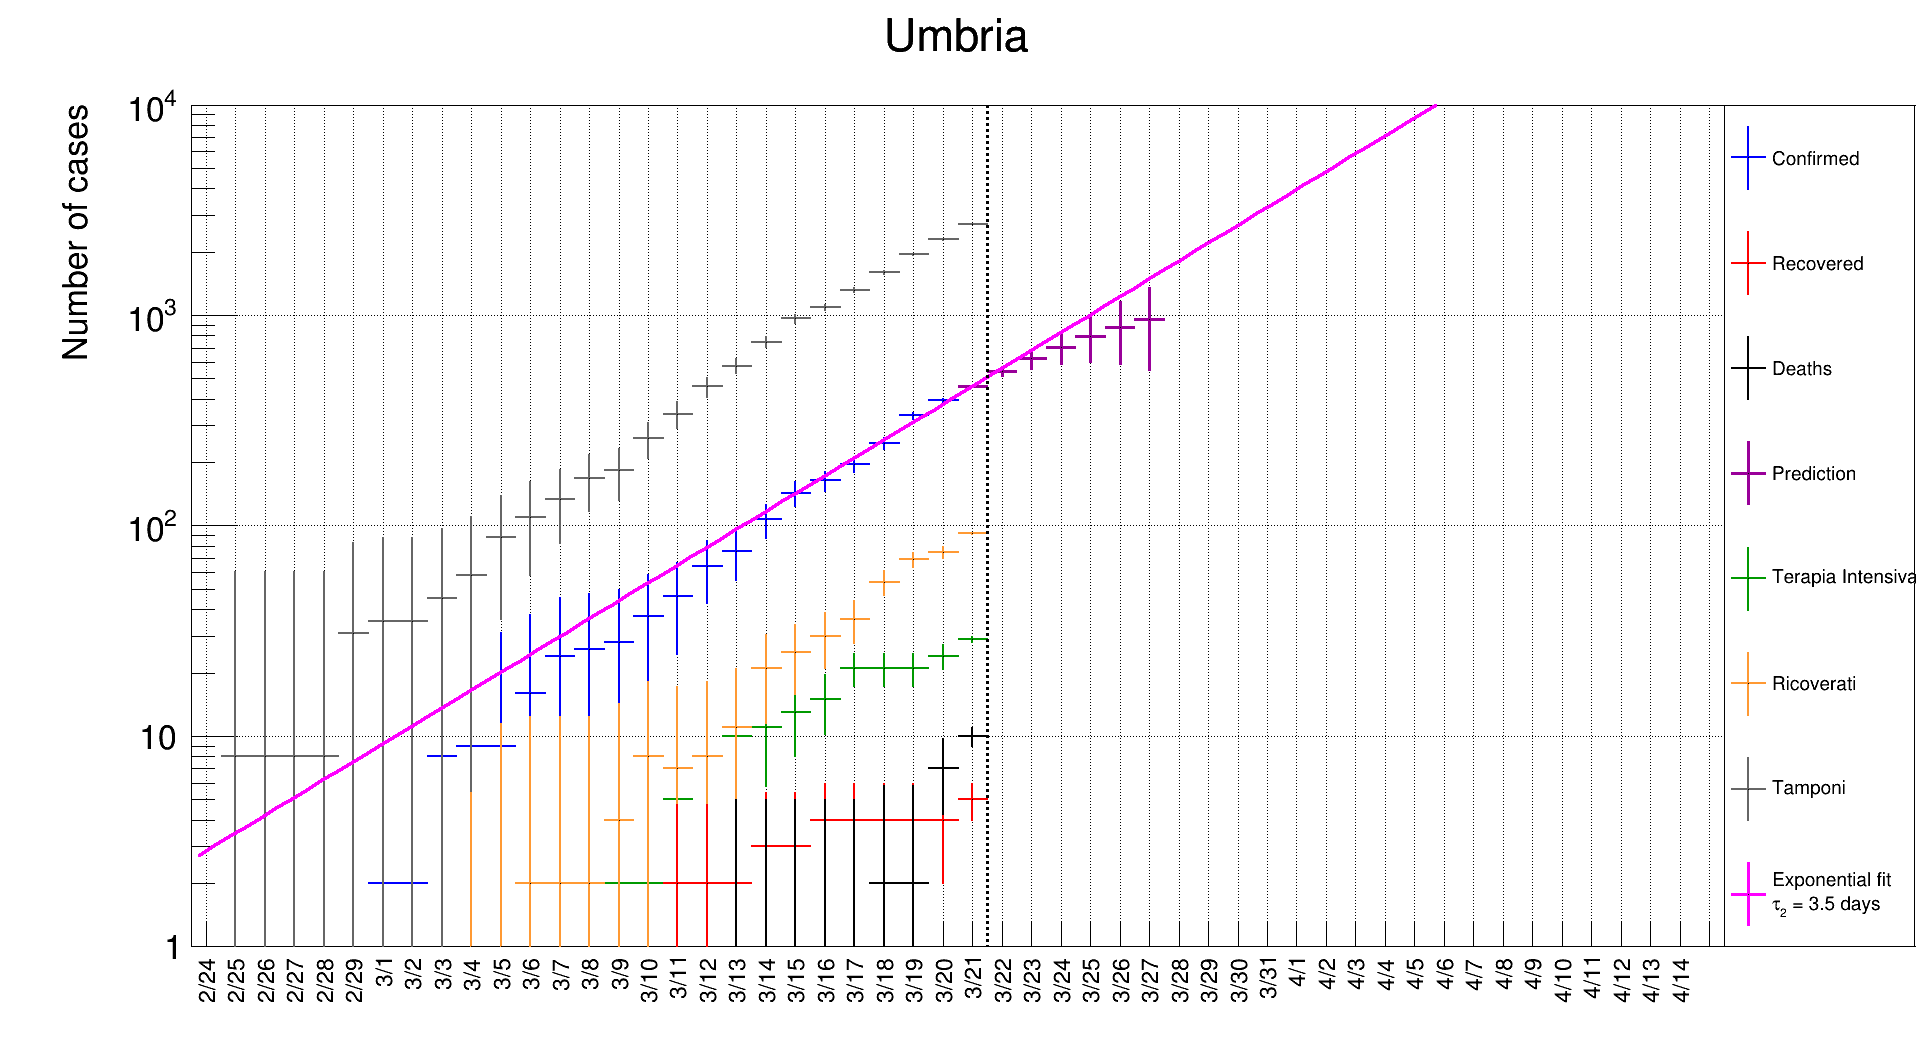 Umbria
Number of cases
10⁴
10³
10²
10
1
2/24 2/25 2/26 2/27 2/28 2/29 3/1 3/2 3/3 3/4 3/5 3/6 3/7 3/8 3/9 3/10 3/11 3/12 3/13 3/14 3/15 3/16 3/17 3/18 3/19 3/20 3/21 3/22 3/23 3/24 3/25 3/26 3/27 3/28 3/29 3/30 3/31 4/1 4/2 4/3 4/4 4/5 4/6 4/7 4/8 4/9 4/10 4/11 4/12 4/13 4/14
Confirmed
Recovered
Deaths
Prediction
Terapia Intensiva
Ricoverati
Tamponi
Exponential fit
τ₂ = 3.5 days